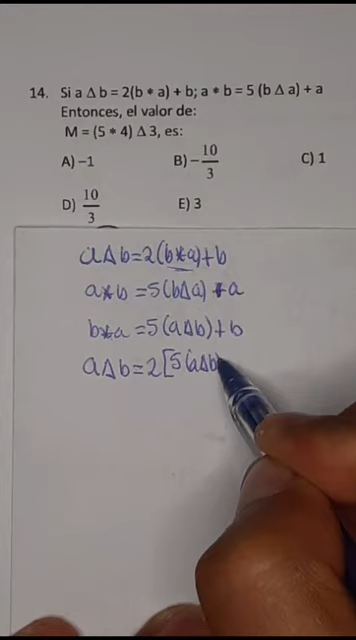 14. Si a Δ b = 2(b * a) + b; a * b = 5 (b Δ a) + a
Entonces, el valor de:
M = (5 * 4) Δ 3, es:
A) −1 B) −10/3 C) 1
D) 10/3 E) 3
aΔb=2(b*a)+b
a*b=5(bΔa)+a
b*a=5(aΔb)+b
aΔb=2[5(aΔb)